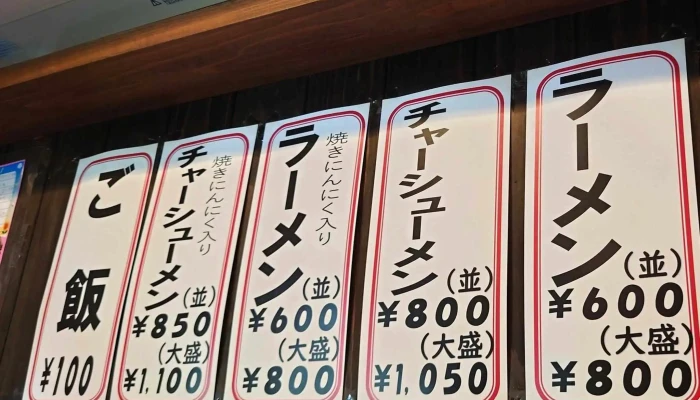 ラーメン
(並)
¥600
(大盛)
¥800
チャーシューメン
(並)
¥800
(大盛)
¥1,050
焼きにんにく入り
ラーメン
(並)
¥600
(大盛)
¥800
焼きにんにく入り
チャーシューメン
(並)
¥850
(大盛)
¥1,100
ご飯
¥100